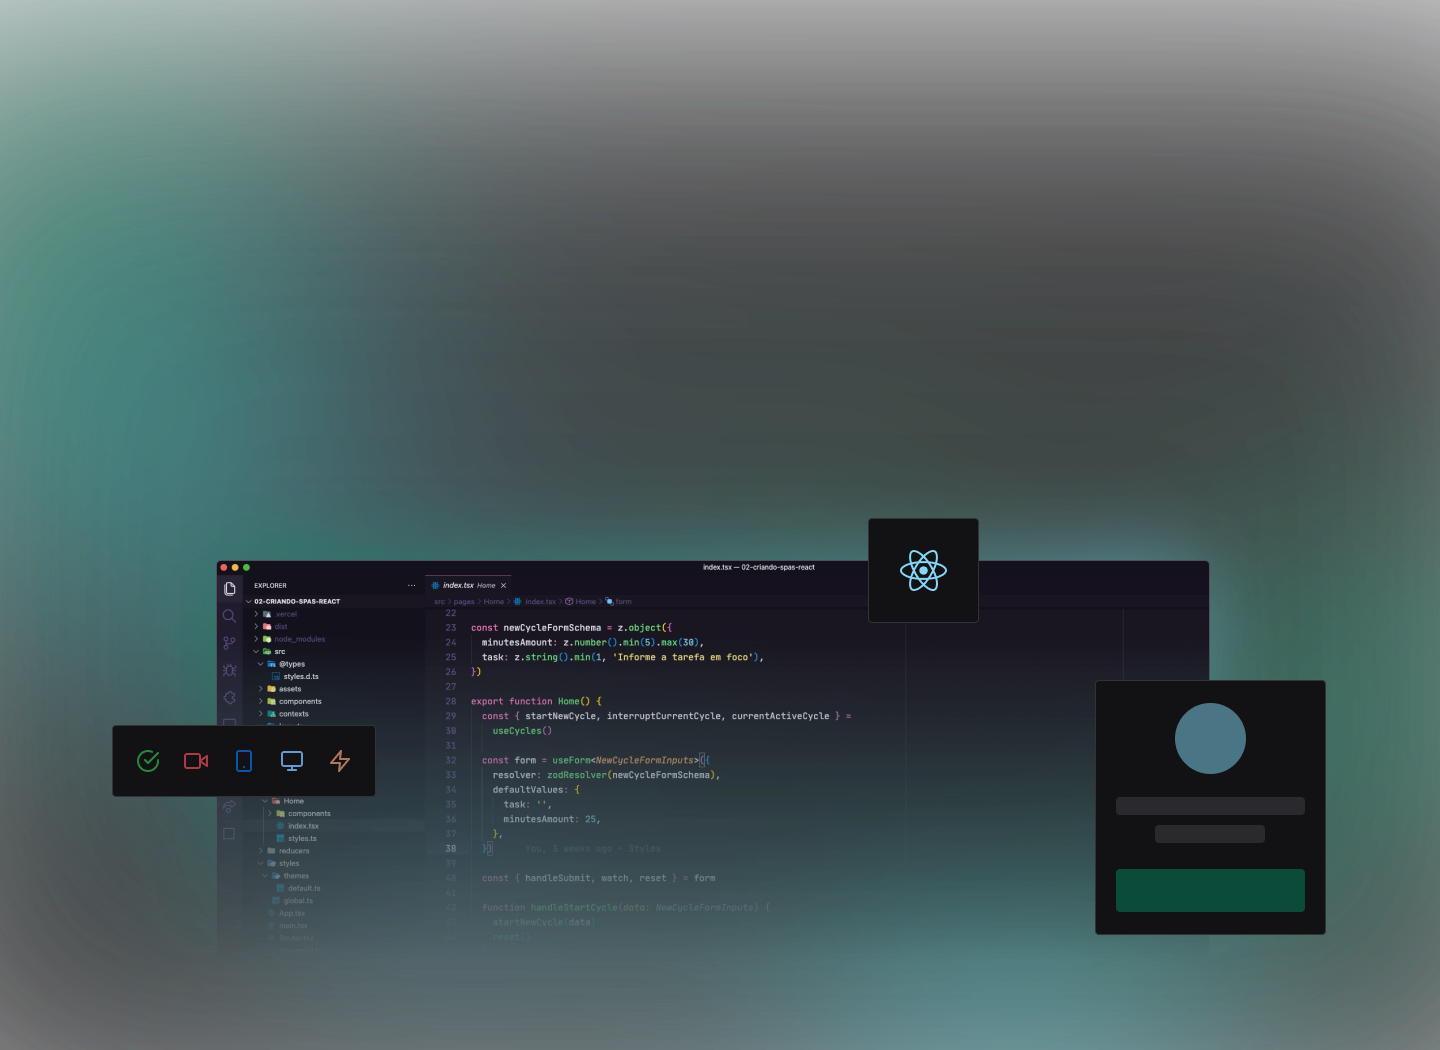 index.tsx — 02-criando-spas-react
EXPLORER
02-CRIANDO-SPAS-REACT
.vercel
dist
node_modules
src
@types
styles.d.ts
assets
components
contexts
Home
components
index.tsx
styles.ts
reducers
styles
themes
default.ts
global.ts
App.tsx
main.tsx
index.tsx Home
src > pages > Home > index.tsx > Home > form
22
23 const newCycleFormSchema = z.object({
24 minutesAmount: z.number().min(5).max(30),
25 task: z.string().min(1, 'Informe a tarefa em foco'),
26 })
27
28 export function Home() {
29 const { startNewCycle, interruptCurrentCycle, currentActiveCycle } =
30 useCycles()
31
32 const form = useForm<NewCycleFormInputs>({
33 resolver: zodResolver(newCycleFormSchema),
34 defaultValues: {
35 task: '',
36 minutesAmount: 25,
37 },
38 }) You, 3 weeks ago • Styles
39
40 const { handleSubmit, watch, reset } = form
41
42 function handleStartCycle(data: NewCycleFormInputs) {
43 startNewCycle(data)
44 reset()